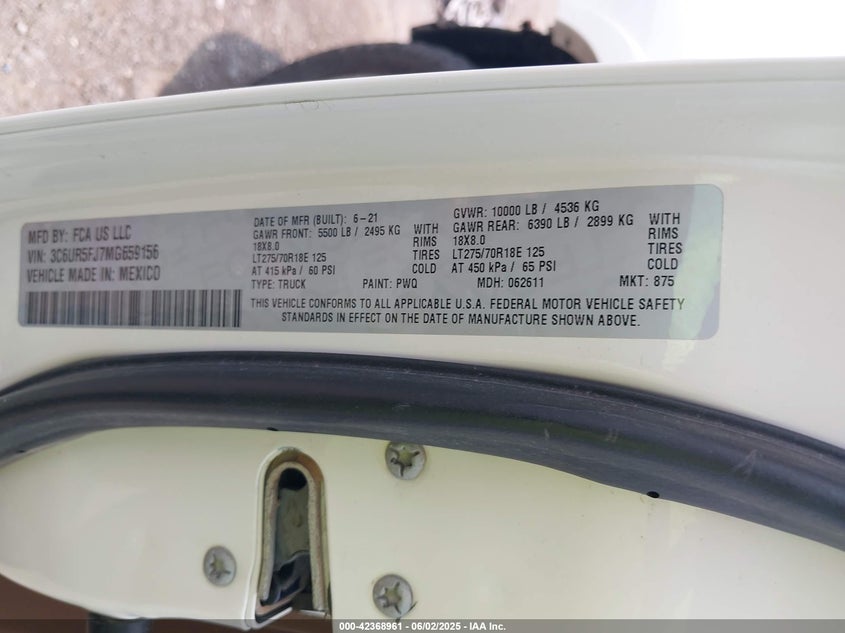 MFD BY: FCA US LLC
VIN: 3C6UR5FJ7MG659156
VEHICLE MADE IN: MEXICO
DATE OF MFR (BUILT): 6-21
GAWR FRONT: 5500 LB / 2495 KG WITH
18X8.0 RIMS
LT275/70R18E 125 TIRES
AT 415 kPa / 60 PSI COLD
GVWR: 10000 LB / 4536 KG
GAWR REAR: 6390 LB / 2899 KG WITH
18X8.0 RIMS
LT275/70R18E 125 TIRES
AT 450 kPa / 65 PSI COLD
TYPE: TRUCK PAINT: PWQ MDH: 062611 MKT: 875
THIS VEHICLE CONFORMS TO ALL APPLICABLE U.S.A. FEDERAL MOTOR VEHICLE SAFETY
STANDARDS IN EFFECT ON THE DATE OF MANUFACTURE SHOWN ABOVE.
000-42368961 - 06/02/2025 - IAA Inc.